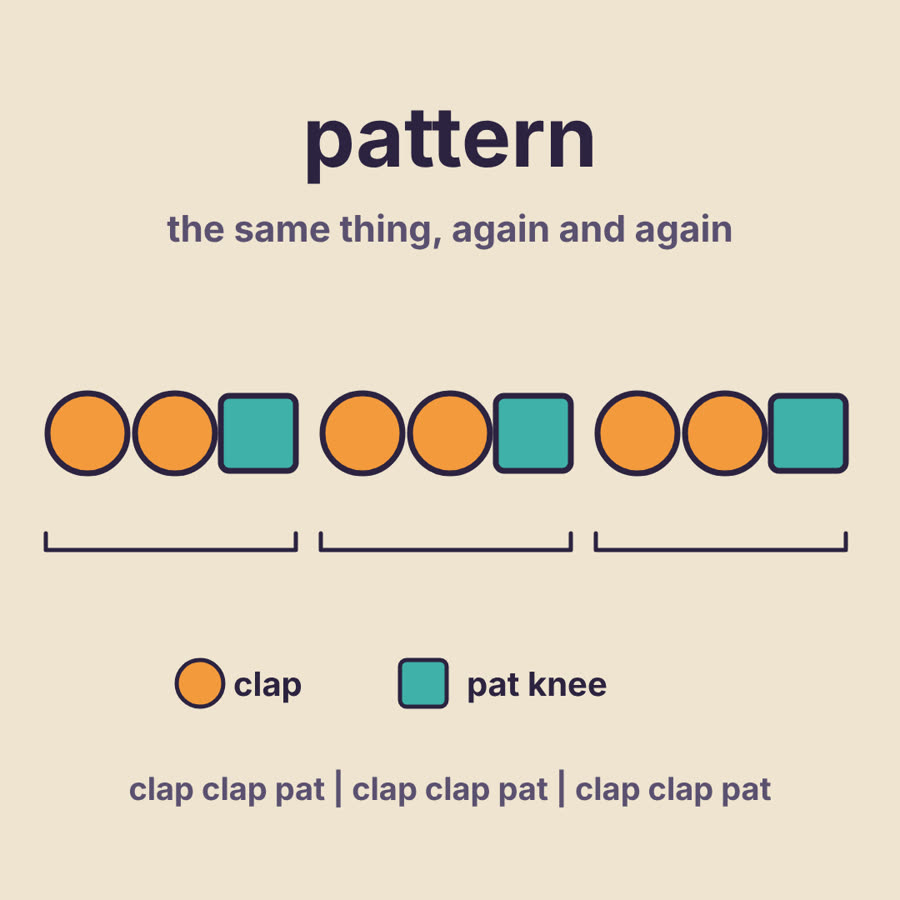 pattern
the same thing, again and again
clap
pat knee
clap clap pat | clap clap pat | clap clap pat